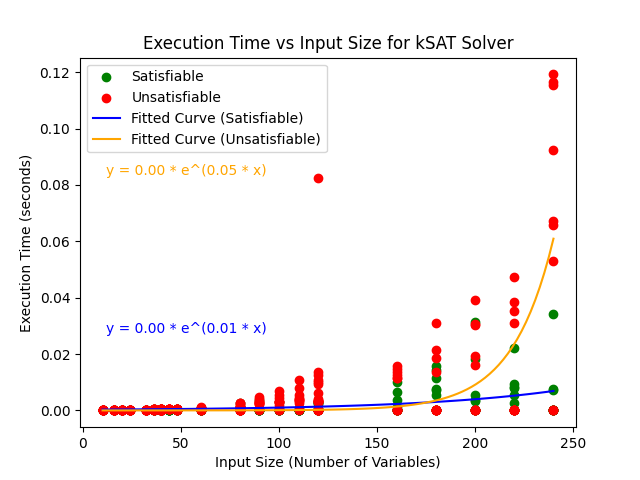 Execution Time vs Input Size for kSAT Solver
Satisfiable
Unsatisfiable
Fitted Curve (Satisfiable)
Fitted Curve (Unsatisfiable)
y = 0.00 * e^(0.05 * x)
y = 0.00 * e^(0.01 * x)
Execution Time (seconds)
0.12
0.10
0.08
0.06
0.04
0.02
0.00
0 50 100 150 200 250
Input Size (Number of Variables)